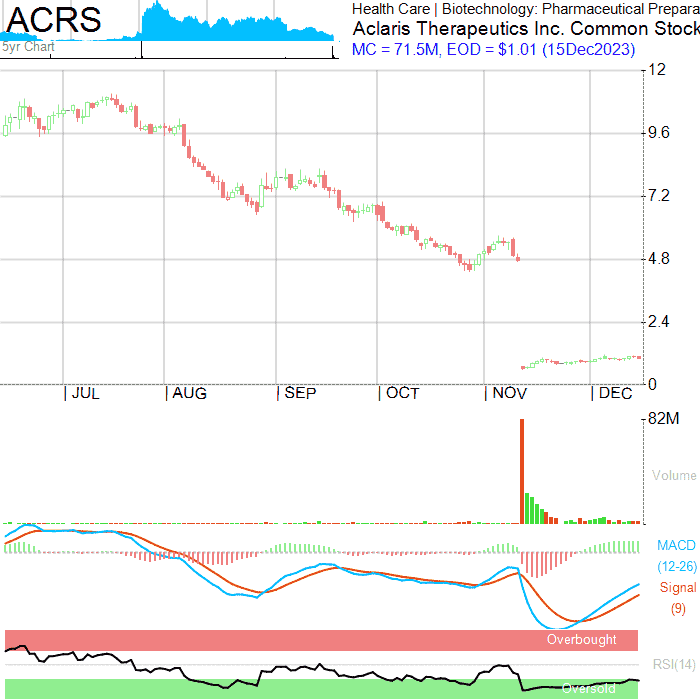 ACRS
5yr Chart
Health Care | Biotechnology: Pharmaceutical Prepara
Aclaris Therapeutics Inc. Common Stock
MC = 71.5M, EOD = $1.01 (15Dec2023)
12
9.6
7.2
4.8
2.4
0
| JUL | AUG | SEP | OCT | NOV | DEC
82M
Volume
MACD
(12-26)
Signal
(9)
Overbought
RSI(14)
Oversold